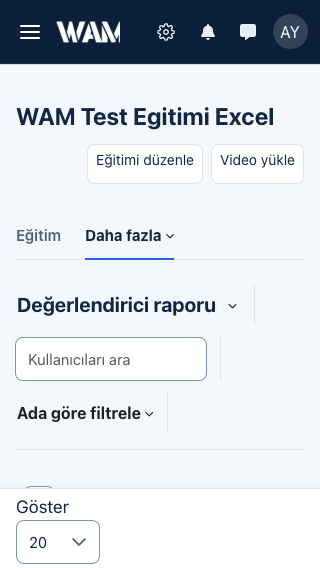 WAM
AY
WAM Test Egitimi Excel
Eğitimi düzenle
Video yükle
Eğitim
Daha fazla
Değerlendirici raporu
Kullanıcıları ara
Ada göre filtrele
Göster
20